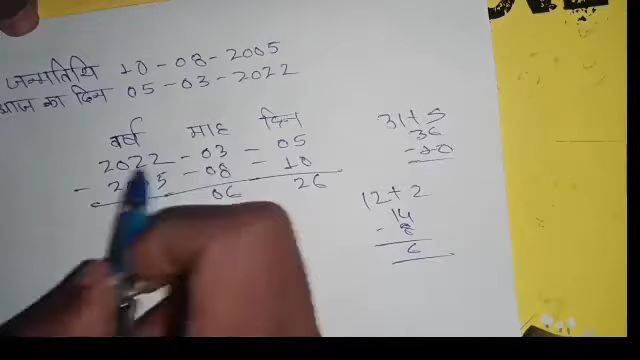 जन्मतिथि 10-08-2005
आज का दिन 05-03-2022
वर्ष माह दिन
2022-03-05
- 08 - 10
06 26
31+5
36
-10
12+2
14
- 8
6